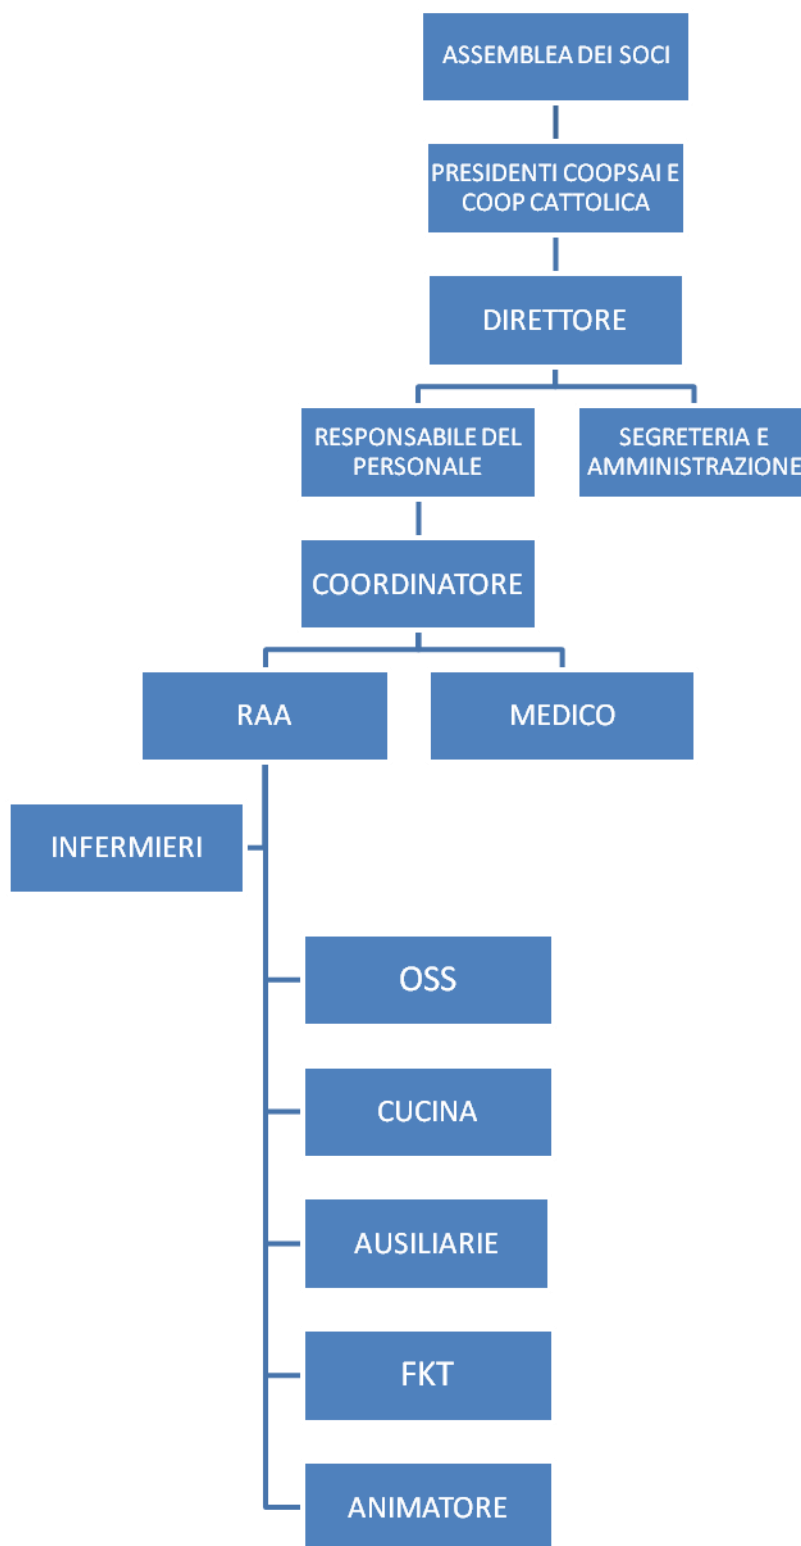 ASSEMBLEA DEI SOCI
PRESIDENTI COOPSAI E
COOP CATTOLICA
DIRETTORE
RESPONSABILE DEL
PERSONALE
SEGRETERIA E
AMMINISTRAZIONE
COORDINATORE
RAA
MEDICO
INFERMIERI
OSS
CUCINA
AUSILIARIE
FKT
ANIMATORE